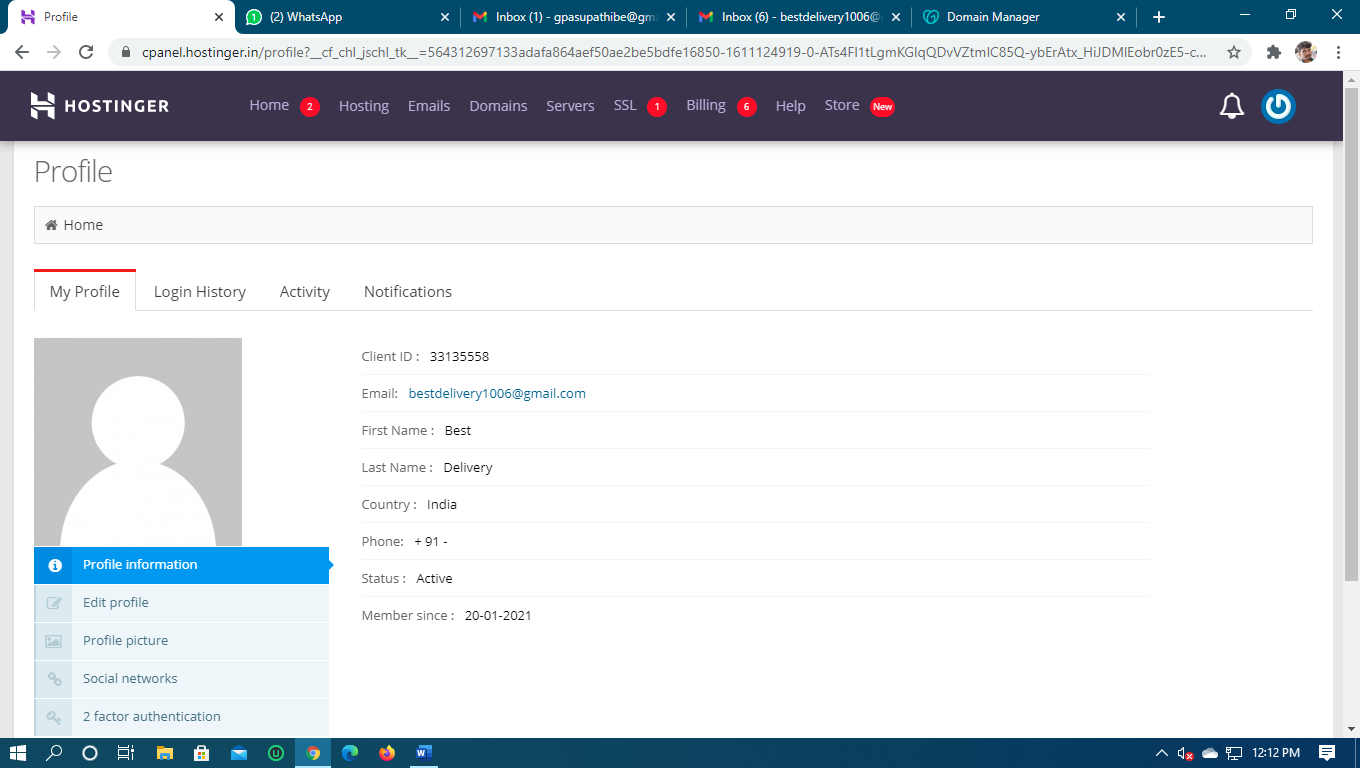 Profile
(2) WhatsApp
Inbox (1) - gpasupathibe@gm
Inbox (6) - bestdelivery1006@
Domain Manager
cpanel.hostinger.in/profile?__cf_chl_jschl_tk__=564312697133adafa864aef50ae2be5bdfe16850-1611124919-0-ATs4FI1tLgmKGlqQDvVZtmIC85Q-ybErAtx_HiJDMlEobr0zE5-c...
HOSTINGER
Home 2 Hosting Emails Domains Servers SSL 1 Billing 6 Help Store New
Profile
Home
My Profile Login History Activity Notifications
Client ID : 33135558
Email: bestdelivery1006@gmail.com
First Name : Best
Last Name : Delivery
Country : India
Phone: + 91 -
Status : Active
Member since : 20-01-2021
Profile information
Edit profile
Profile picture
Social networks
2 factor authentication
12:12 PM